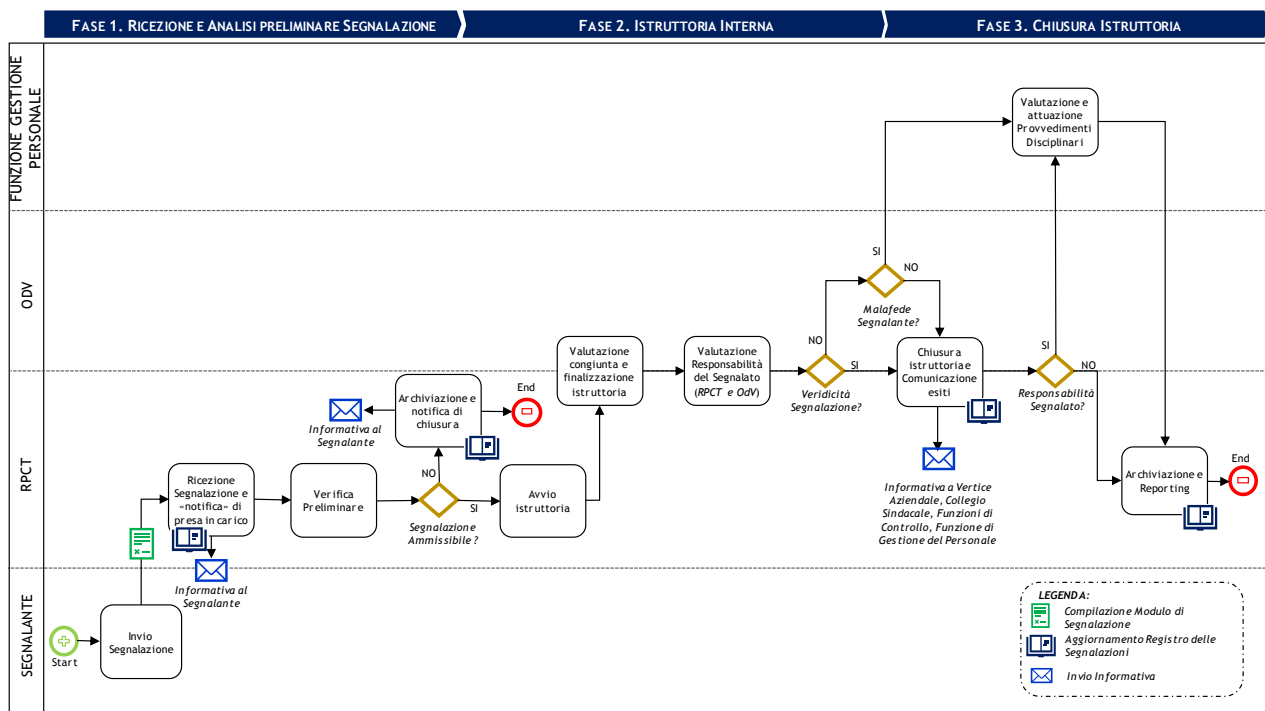 FASE 1. RICEZIONE E ANALISI PRELIMINARE SEGNALAZIONE
FASE 2. ISTRUTTORIA INTERNA
FASE 3. CHIUSURA ISTRUTTORIA
FUNZIONE GESTIONE
PERSONALE
Valutazione e
attuazione
Provvedimenti
Disciplinari
ODV
SI
NO
Malafede
Segnalante?
Valutazione
congiunta e
finalizzazione
istruttoria
Valutazione
Responsabilità
del Segnalato
(RPCT e OdV)
NO
SI
Veridicità
Segnalazione?
Chiusura
istruttoria e
Comunicazione
esiti
SI
NO
Responsabilità
Segnalato?
RPCT
Informativa al
Segnalante
Archiviazione e
notifica di
chiusura
End
Ricezione
Segnalazione e
«notifica» di
presa in carico
Verifica
Preliminare
NO
SI
Segnalazione
Ammissibile ?
Avvio
istruttoria
Informativa a Vertice
Aziendale, Collegio
Sindacale, Funzioni di
Controllo, Funzione di
Gestione del Personale
Archiviazione e
Reporting
End
Informativa al
Segnalante
SEGNALANTE
Start
Invio
Segnalazione
LEGENDA:
Compilazione Modulo di
Segnalazione
Aggiornamento Registro delle
Segnalazioni
Invio Informativa